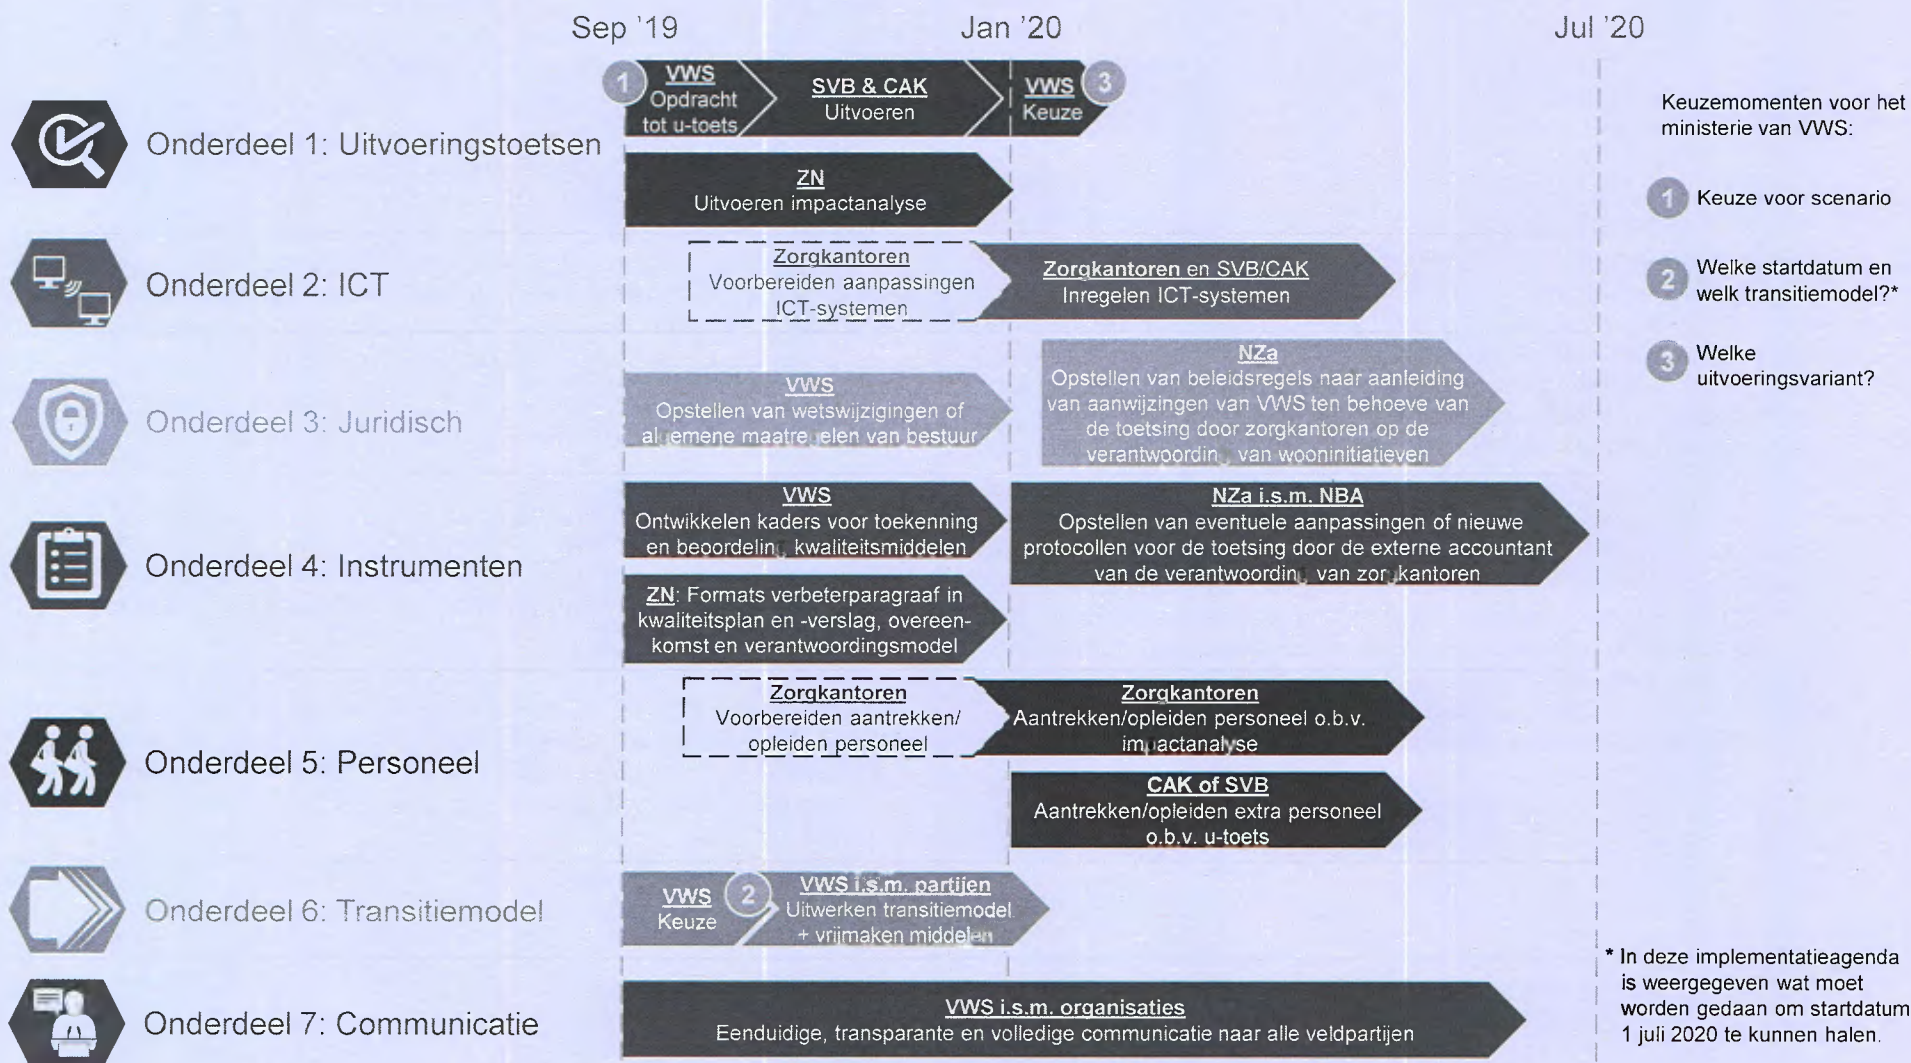 Sep '19
Jan '20
Jul '20
Onderdeel 1: Uitvoeringstoetsen
1
VWS
Opdracht
tot u-toets
SVB & CAK
Uitvoeren
VWS
Keuze
3
ZN
Uitvoeren impactanalyse
Onderdeel 2: ICT
Zorgkantoren
Voorbereiden aanpassingen
ICT-systemen
Zorgkantoren en SVB/CAK
Inregelen ICT-systemen
Onderdeel 3: Juridisch
VWS
Opstellen van wetswijzigingen of
algemene maatregelen van bestuur
NZa
Opstellen van beleidsregels naar aanleiding
van aanwijzingen van VWS ten behoeve van
de toetsing door zorgkantoren op de
verantwoording van wooninitiatieven
Onderdeel 4: Instrumenten
VWS
Ontwikkelen kaders voor toekenning
en beoordeling kwaliteitsmiddelen
NZa i.s.m. NBA
Opstellen van eventuele aanpassingen of nieuwe
protocollen voor de toetsing door de externe accountant
van de verantwoording van zorgkantoren
ZN: Formats verbeterparagraaf in
kwaliteitsplan en -verslag, overeen-
komst en verantwoordingsmodel
Onderdeel 5: Personeel
Zorgkantoren
Voorbereiden aantrekken/
opleiden personeel
Zorgkantoren
Aantrekken/opleiden personeel o.b.v.
impactanalyse
CAK of SVB
Aantrekken/opleiden extra personeel
o.b.v. u-toets
Onderdeel 6: Transitiemodel
VWS
Keuze
2
VWS i.s.m. partijen
Uitwerken transitiemodel
+ vrijmaken middelen
Onderdeel 7: Communicatie
VWS i.s.m. organisaties
Eenduidige, transparante en volledige communicatie naar alle veldpartijen
Keuzemomenten voor het
ministerie van VWS:
1 Keuze voor scenario
2 Welke startdatum en
welk transitiemodel?*
3 Welke
uitvoeringsvariant?
* In deze implementatieagenda
is weergegeven wat moet
worden gedaan om startdatum
1 juli 2020 te kunnen halen.